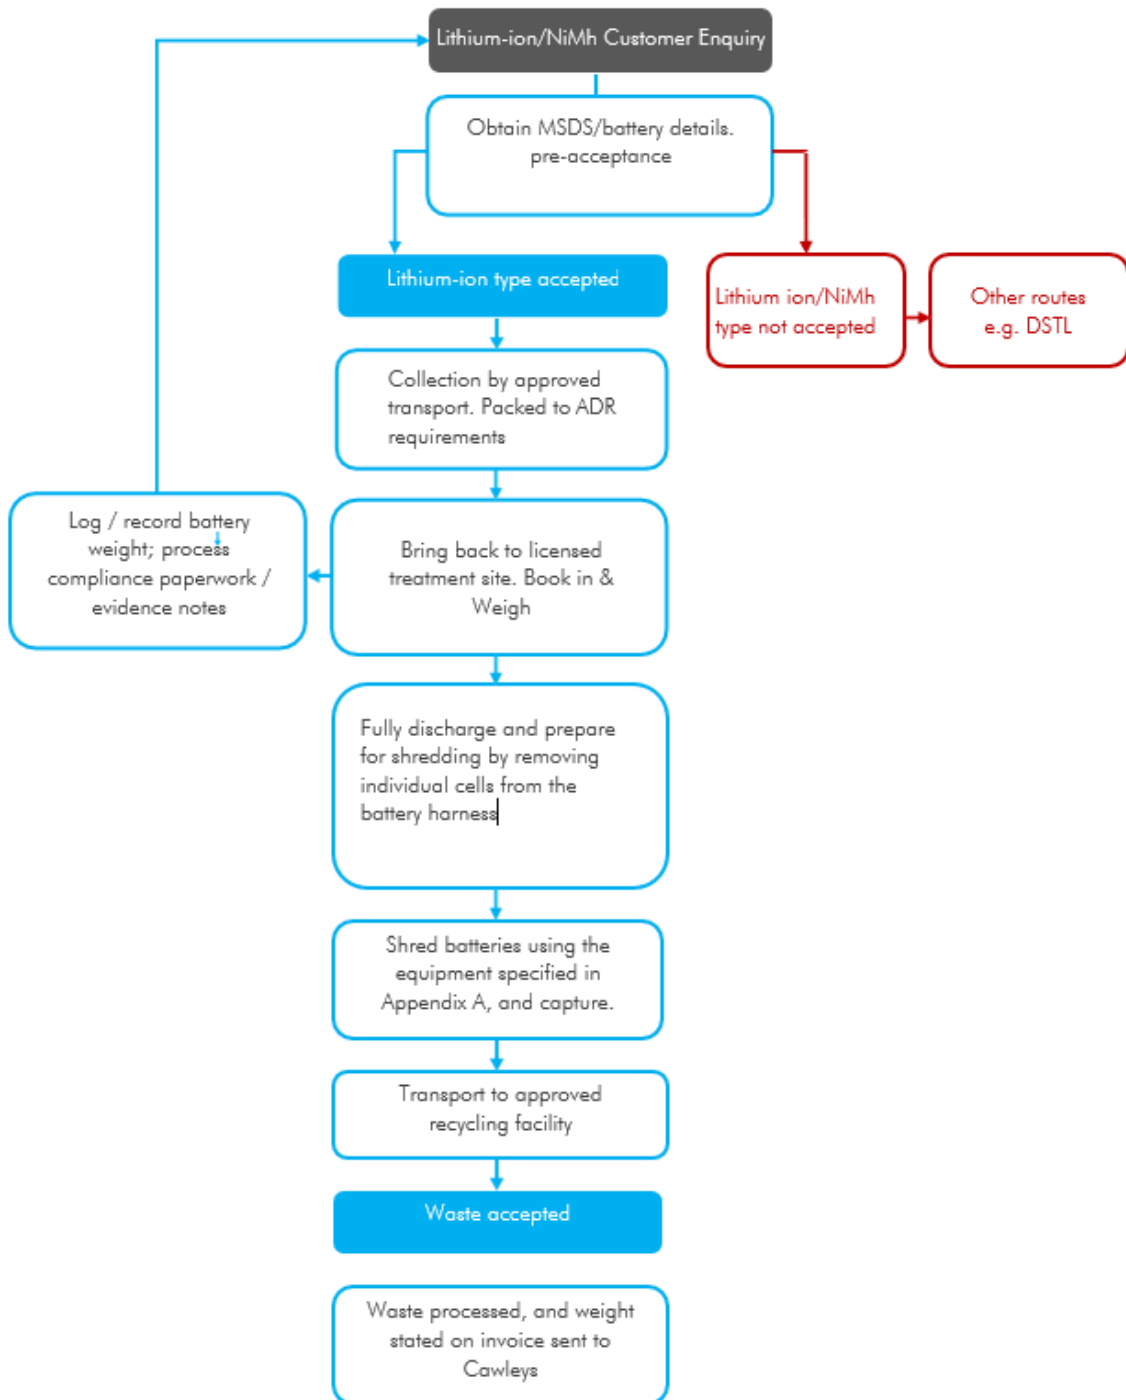 Lithium-ion/NiMh Customer Enquiry
Obtain MSDS/battery details.
pre-acceptance
Lithium-ion type accepted
Lithium ion/NiMh
type not accepted
Other routes
e.g. DSTL
Collection by approved
transport. Packed to ADR
requirements
Log / record battery
weight; process
compliance paperwork /
evidence notes
Bring back to licensed
treatment site. Book in &
Weigh
Fully discharge and prepare
for shredding by removing
individual cells from the
battery harness
Shred batteries using the
equipment specified in
Appendix A, and capture.
Transport to approved
recycling facility
Waste accepted
Waste processed, and weight
stated on invoice sent to
Cawleys